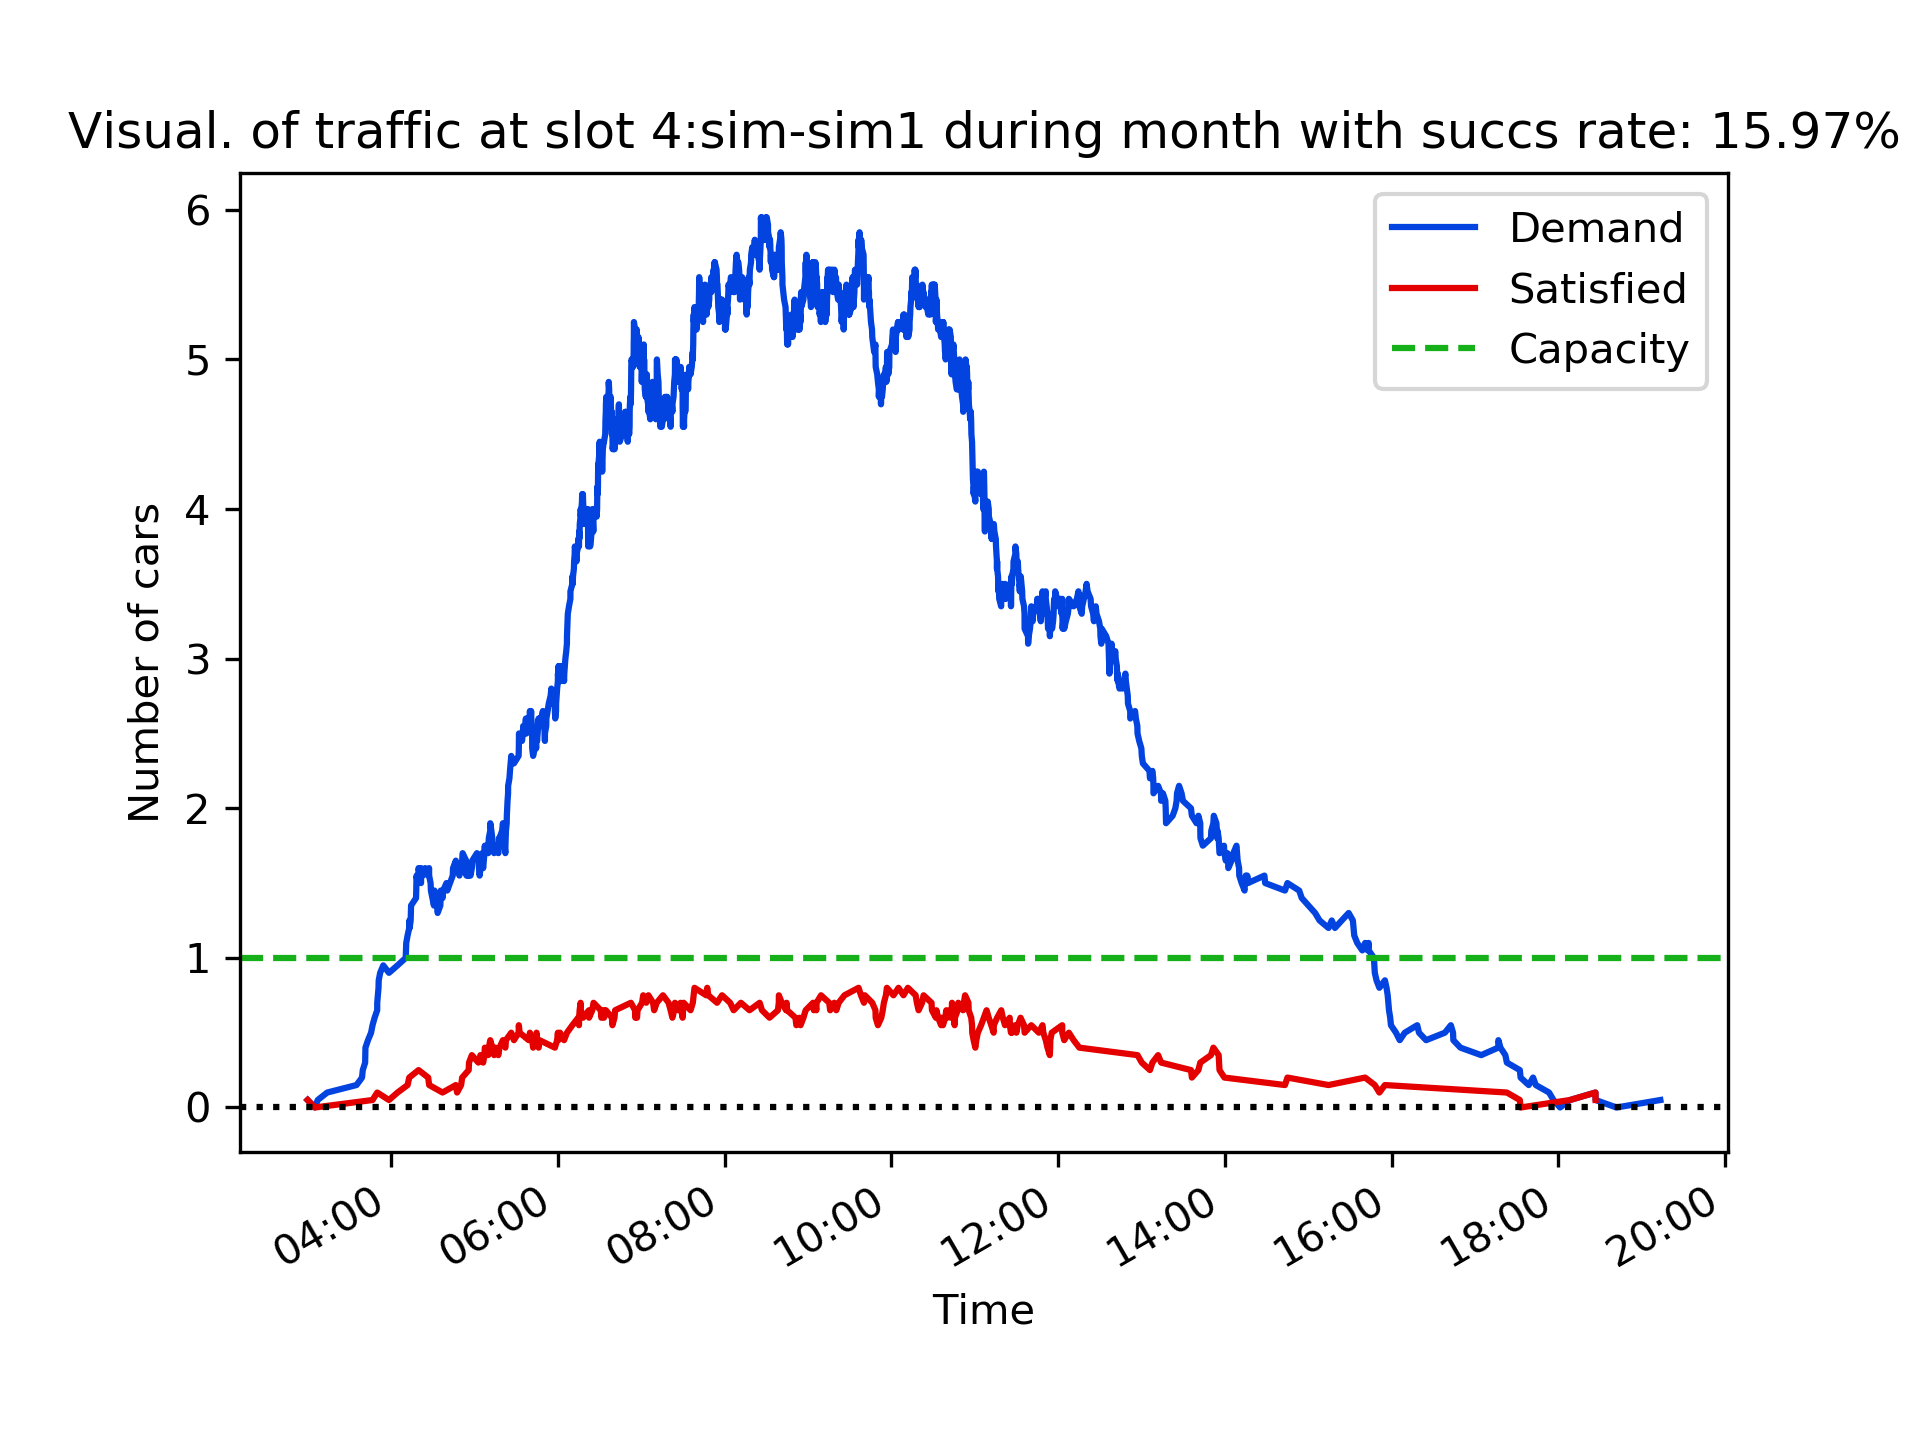 Visual. of traffic at slot 4:sim-sim1 during month with succs rate: 15.97%
Demand
Satisfied
Capacity
6
5
4
3
2
1
0
Number of cars
04:00
06:00
08:00
10:00
12:00
14:00
16:00
18:00
20:00
Time